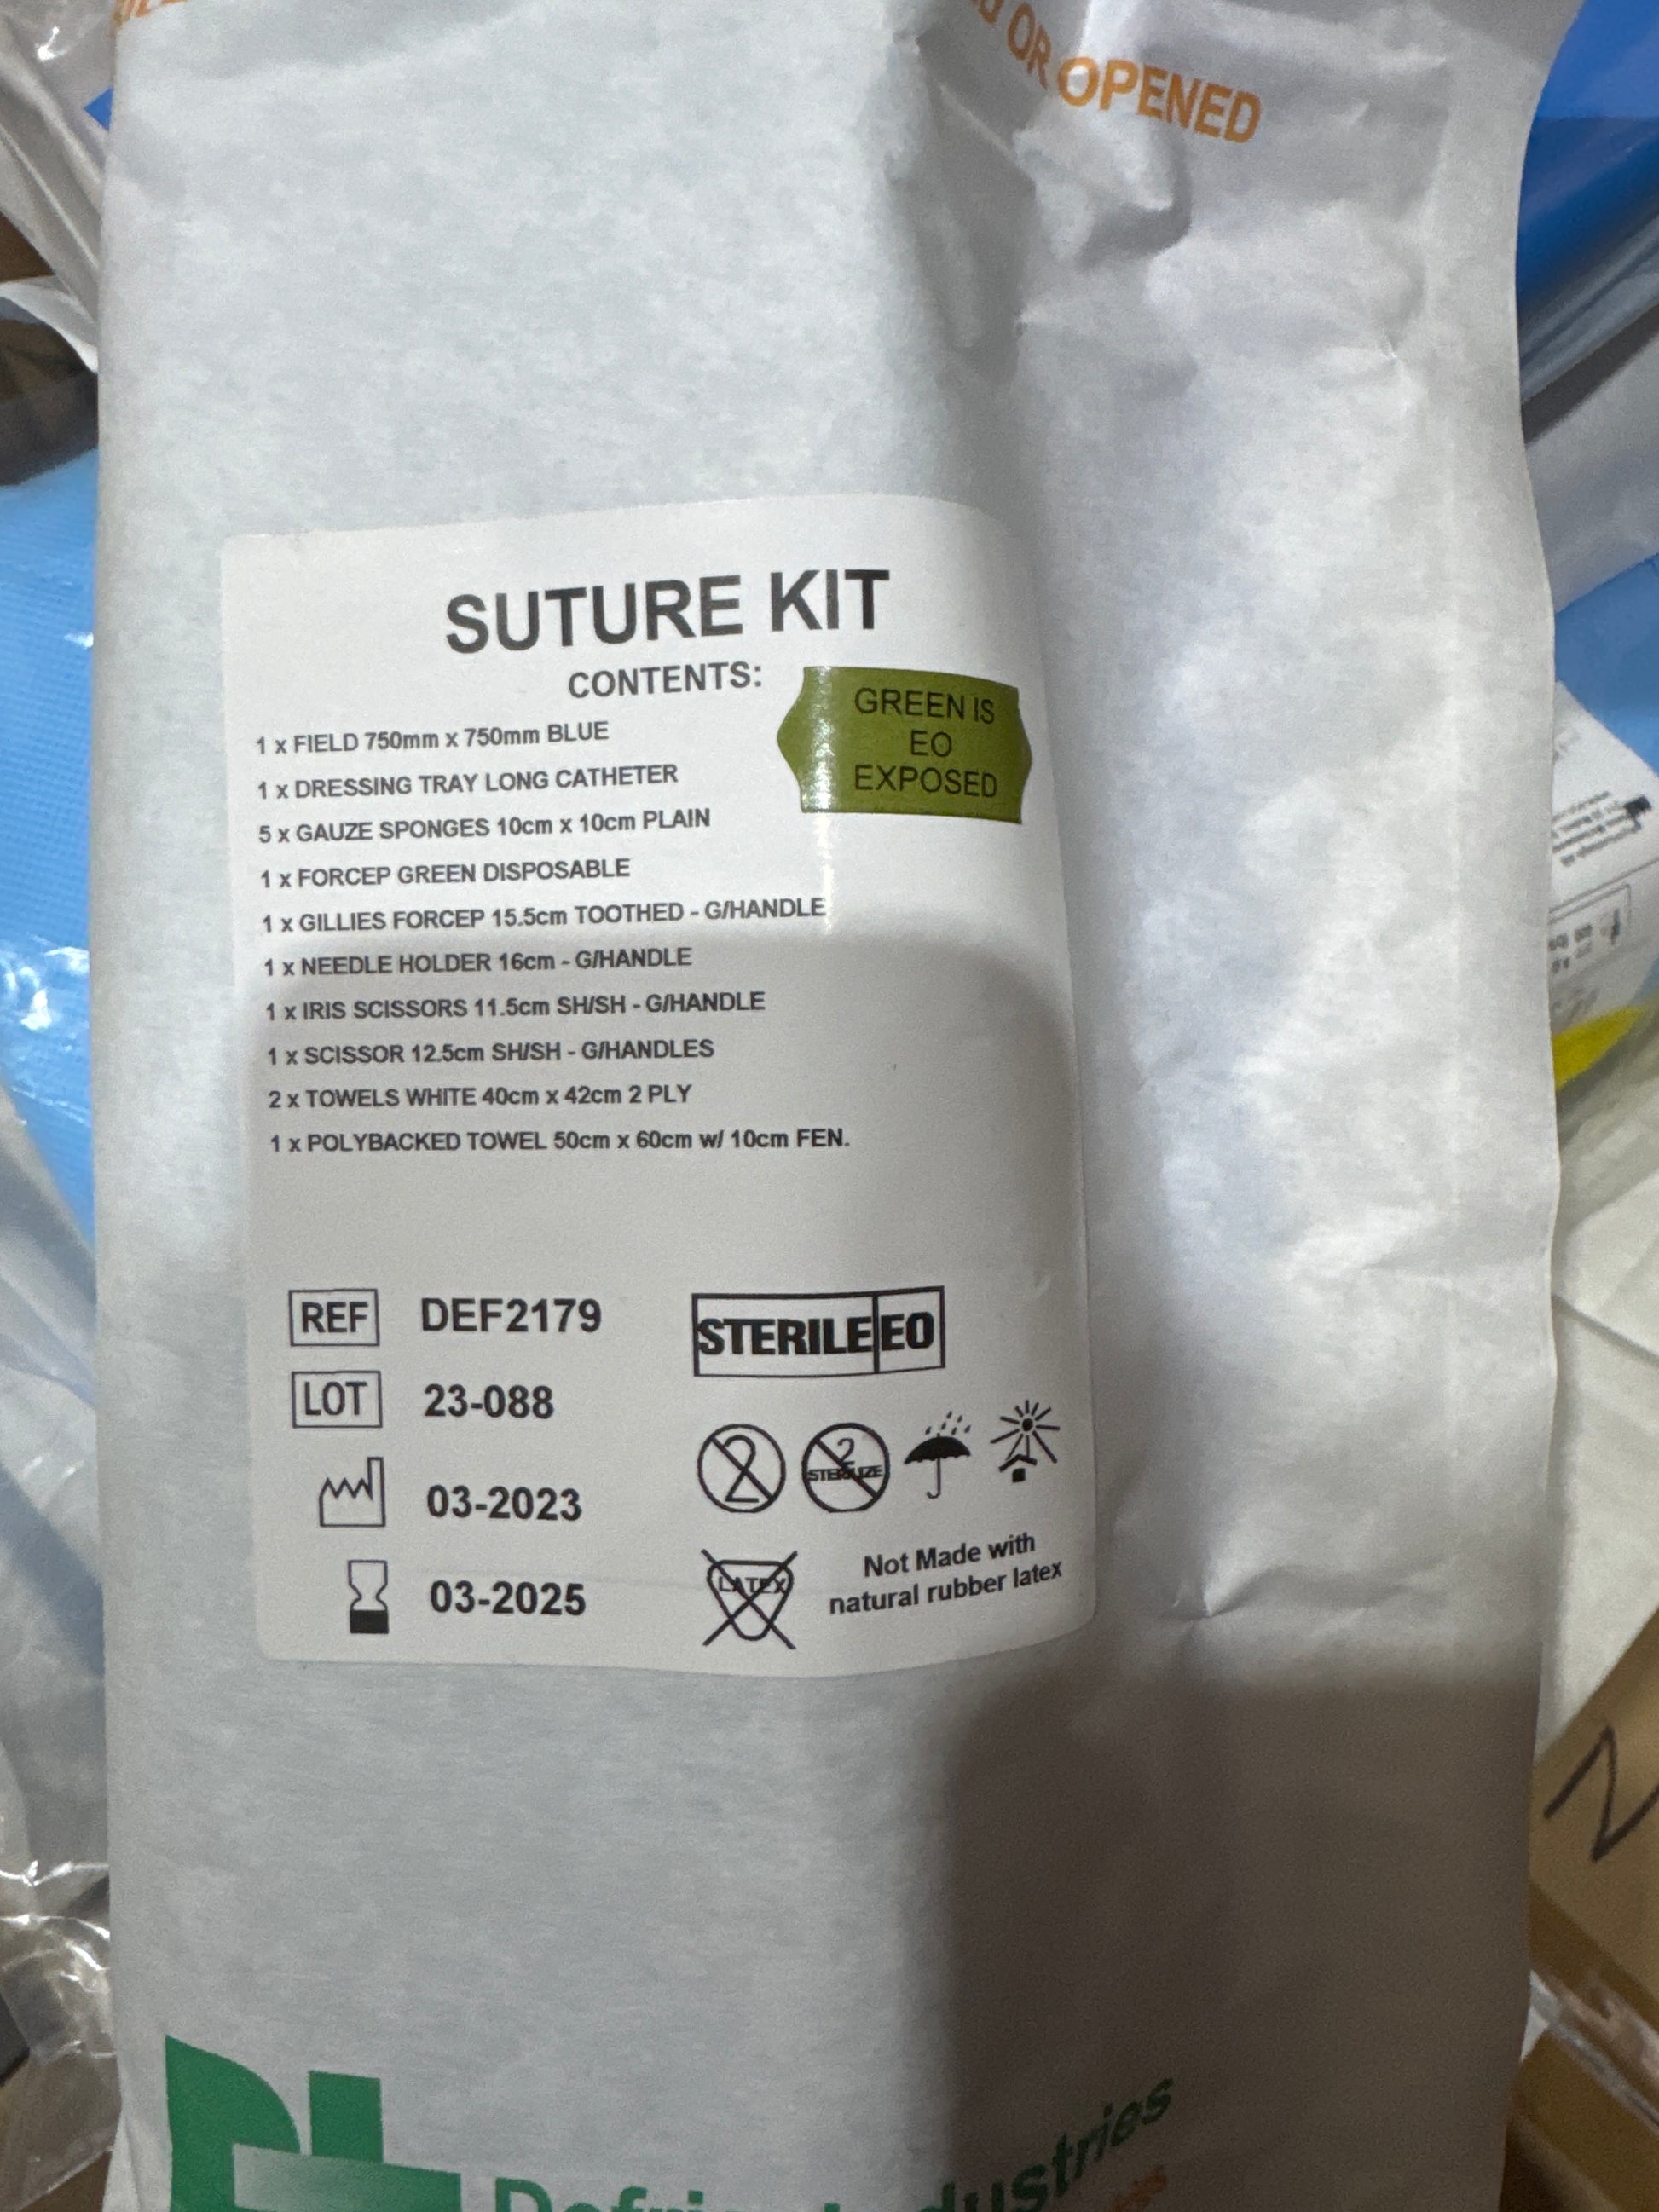 OR OPENED
SUTURE KIT
CONTENTS:
GREEN IS
EO
EXPOSED
1 x FIELD 750mm x 750mm BLUE
1 x DRESSING TRAY LONG CATHETER
5 x GAUZE SPONGES 10cm x 10cm PLAIN
1 x FORCEP GREEN DISPOSABLE
1 x GILLIES FORCEP 15.5cm TOOTHED - G/HANDLE
1 x NEEDLE HOLDER 16cm - G/HANDLE
1 x IRIS SCISSORS 11.5cm SH/SH - G/HANDLE
1 x SCISSOR 12.5cm SH/SH - G/HANDLES
2 x TOWELS WHITE 40cm x 42cm 2 PLY
1 x POLYBACKED TOWEL 50cm x 60cm w/ 10cm FEN.
REF DEF2179
STERILE EO
LOT 23-088
2
2
STERILIZE
03-2023
03-2025
LATEX
Not Made with
natural rubber latex